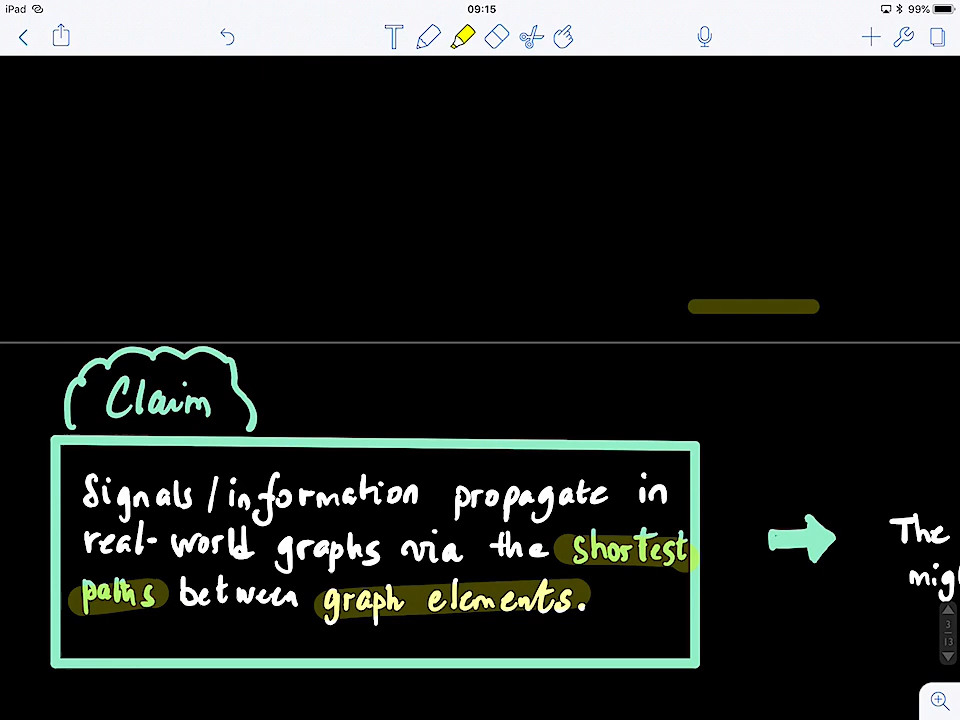 iPad
09:15
99%
T
Claim
Signals/information propagate in
real-world graphs via the shortest
paths between graph elements.
The
mig
3
13